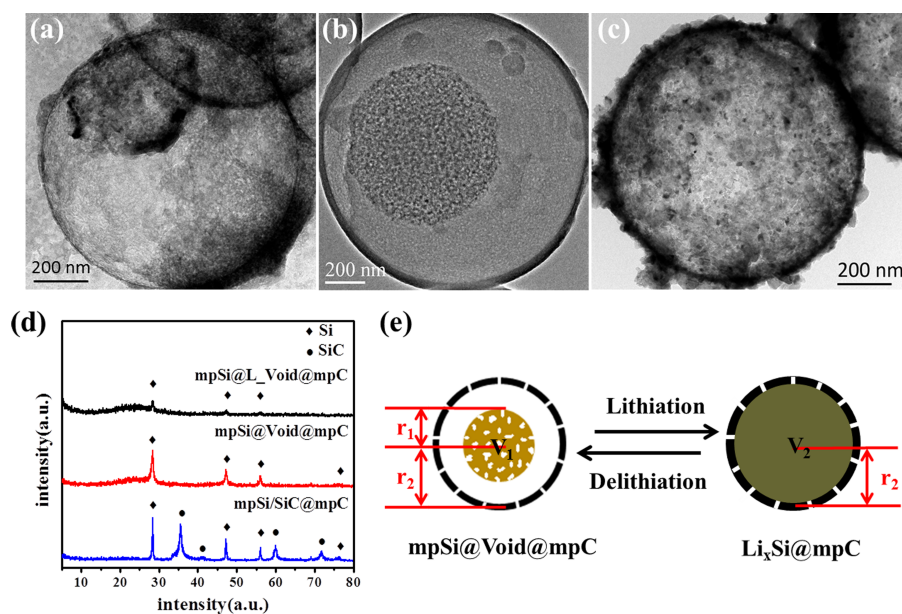 (a)
(b)
(c)
200 nm
200 nm
200 nm
(d)
Si
SiC
mpSi@L_Void@mpC
mpSi@Void@mpC
mpSi/SiC@mpC
intensity(a.u.)
10 20 30 40 50 60 70 80
intensity(a.u.)
(e)
r₁
r₂
V₁
Lithiation
Delithiation
V₂
r₂
mpSi@Void@mpC
LiₓSi@mpC